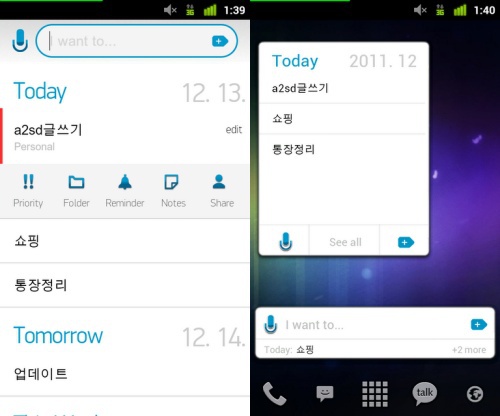 1:39
I want to...
Today 12. 13.
a2sd글쓰기 edit
Personal
Priority Folder Reminder Notes Share
쇼핑
통장정리
Tomorrow 12. 14.
업데이트
3G 1:40
Today 2011. 12
a2sd글쓰기
쇼핑
통장정리
See all
I want to...
Today: 쇼핑 +2 more
talk